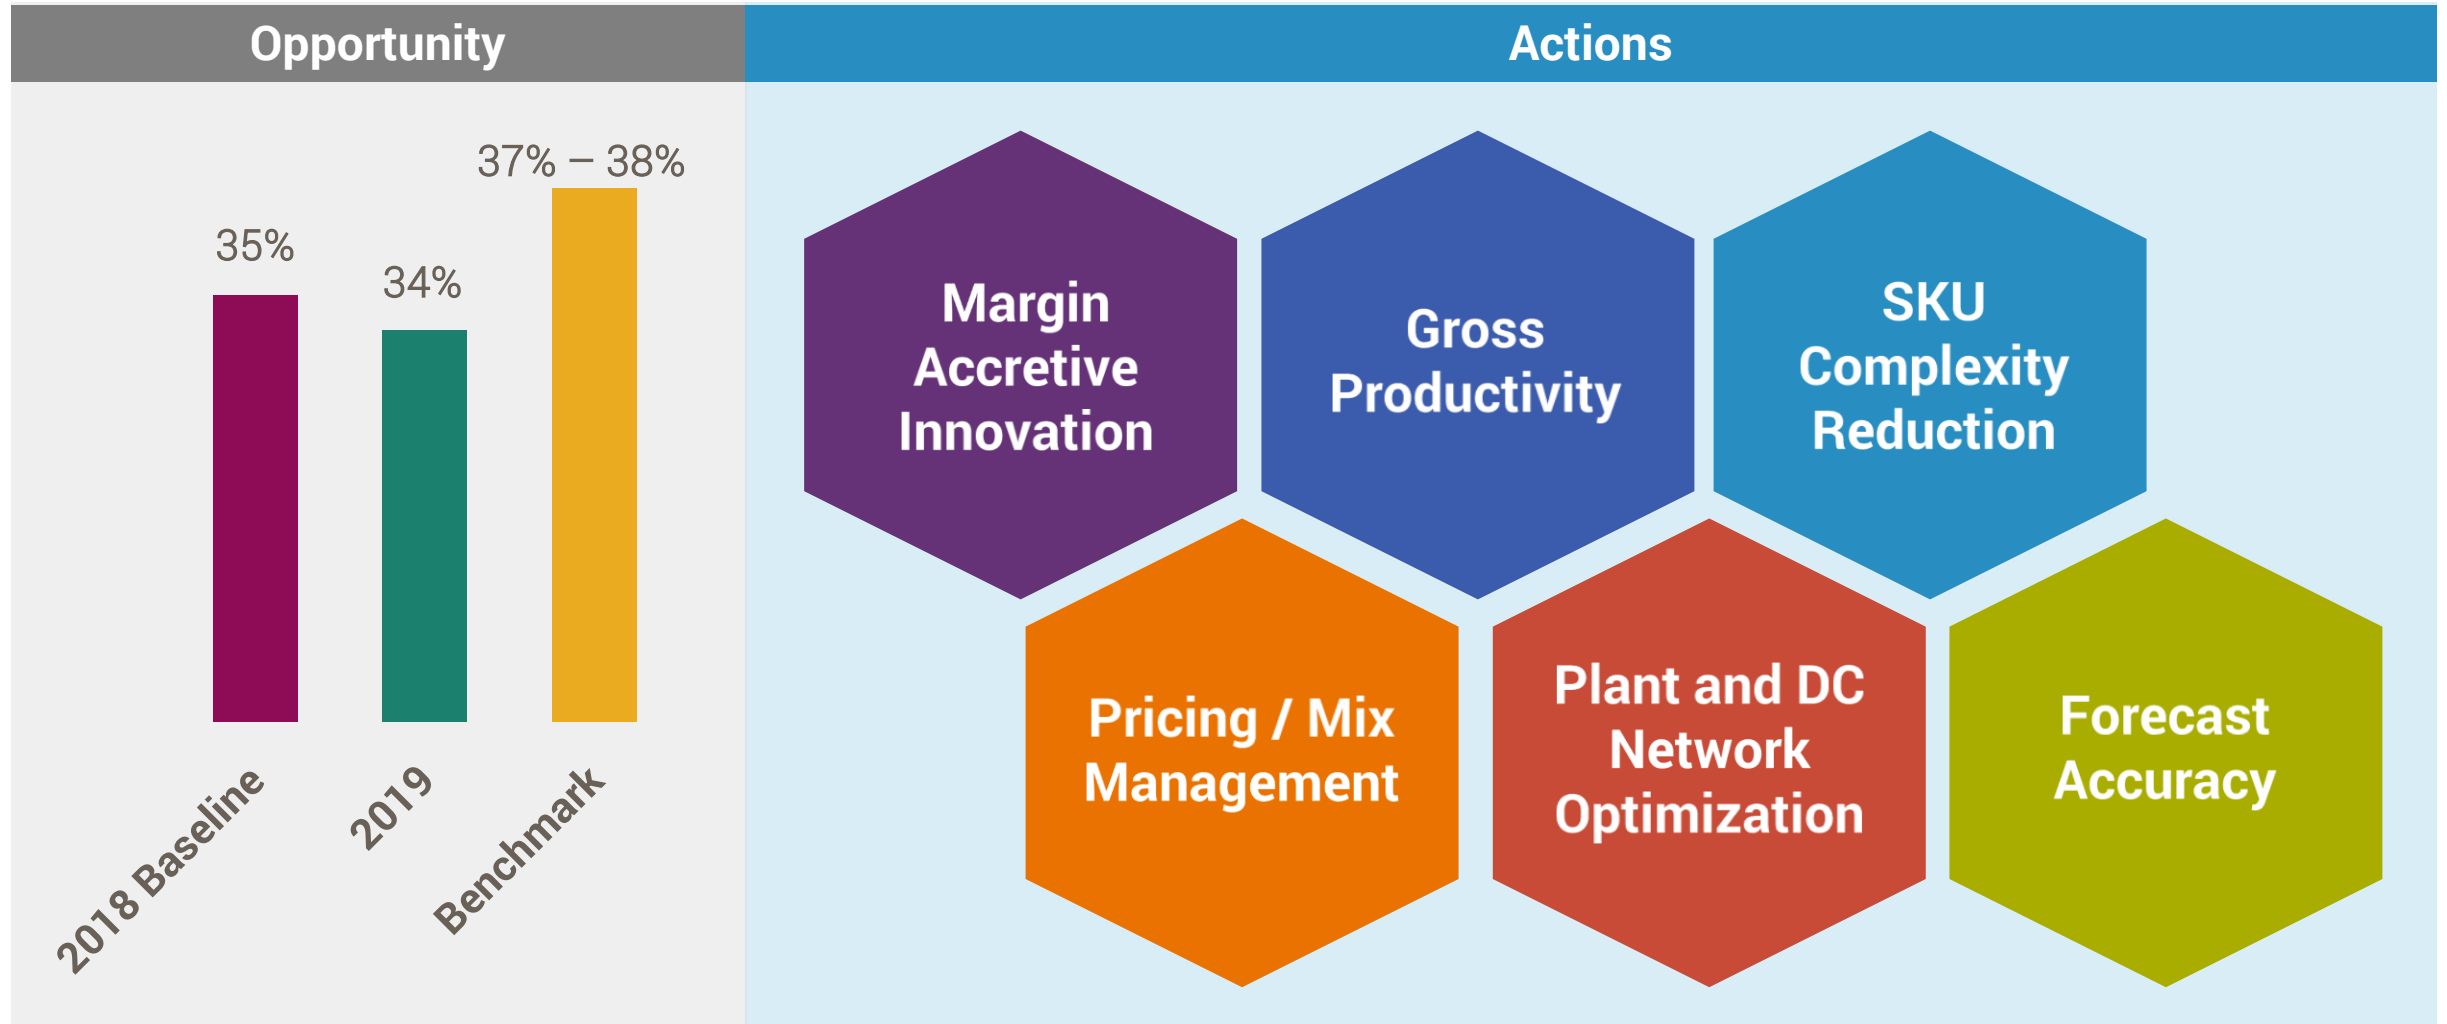 Opportunity
37% – 38%
35%
34%
2018 Baseline
2019
Benchmark
Actions
Margin
Accretive
Innovation
Gross
Productivity
SKU
Complexity
Reduction
Pricing / Mix
Management
Plant and DC
Network
Optimization
Forecast
Accuracy